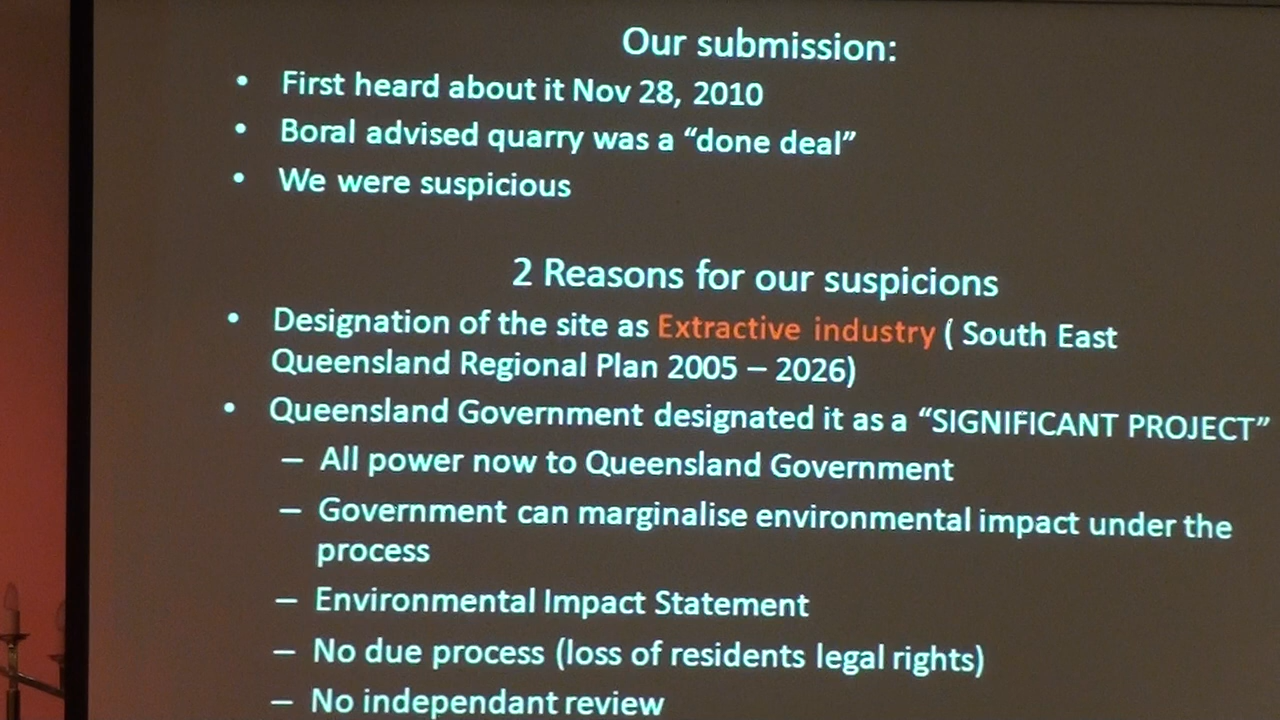 Our submission:
• First heard about it Nov 28, 2010
• Boral advised quarry was a “done deal”
• We were suspicious
2 Reasons for our suspicions
• Designation of the site as Extractive industry ( South East
Queensland Regional Plan 2005 – 2026)
• Queensland Government designated it as a “SIGNIFICANT PROJECT”
– All power now to Queensland Government
– Government can marginalise environmental impact under the
process
– Environmental Impact Statement
– No due process (loss of residents legal rights)
– No independant review